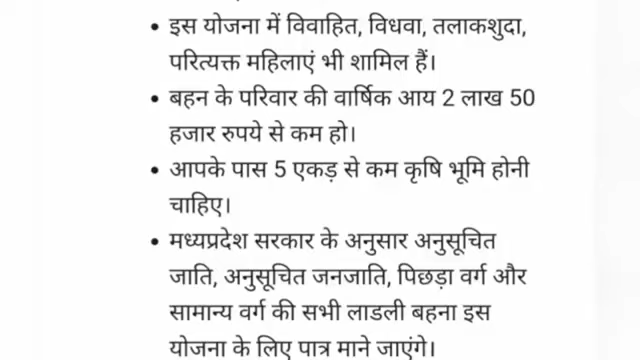 • इस योजना में विवाहित, विधवा, तलाकशुदा,
परित्यक्त महिलाएं भी शामिल हैं।
• बहन के परिवार की वार्षिक आय 2 लाख 50
हजार रुपये से कम हो।
• आपके पास 5 एकड़ से कम कृषि भूमि होनी
चाहिए।
• मध्यप्रदेश सरकार के अनुसार अनुसूचित
जाति, अनुसूचित जनजाति, पिछड़ा वर्ग और
सामान्य वर्ग की सभी लाडली बहना इस
योजना के लिए पात्र माने जाएंगे।